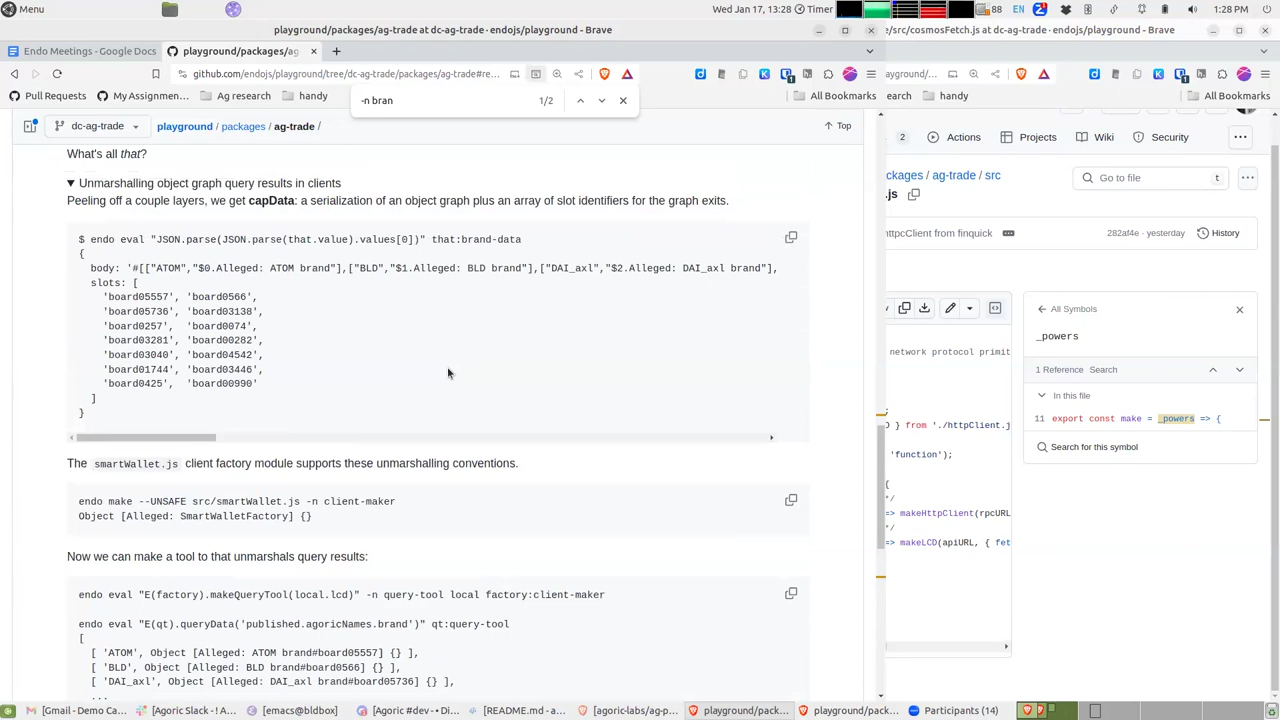 Menu
Wed Jan 17, 13:28
Timer
88
EN
1:28 PM
playground/packages/ag-trade at dc-ag-trade · endojs/playground - Brave
e/src/cosmosFetch.js at dc-ag-trade · endojs/playground - Brave
Endo Meetings - Google Docs
playground/packages/ag
github.com/endojs/playground/tree/dc-ag-trade/packages/ag-trade#re...
Pull Requests
My Assignments...
Ag research
handy
-n bran
1/2
All Bookmarks
search
handy
All Bookmarks
dc-ag-trade
playground / packages / ag-trade /
Top
2
Actions
Projects
Wiki
Security
ckages / ag-trade / src
.js
Go to file
t
What's all that?
Unmarshalling object graph query results in clients
Peeling off a couple layers, we get capData: a serialization of an object graph plus an array of slot identifiers for the graph exits.
httpcClient from finquick
282af4e · yesterday
History
$ endo eval "JSON.parse(JSON.parse(that.value).values[0])" that:brand-data
{
body: '#[["ATOM","$0.Alleged: ATOM brand"],["BLD","$1.Alleged: BLD brand"],["DAI_axl","$2.Alleged: DAI_axl brand"],
slots: [
'board05557', 'board0566',
'board05736', 'board03138',
'board0257', 'board0074',
'board03281', 'board00282',
'board03040', 'board04542',
'board01744', 'board03446',
'board0425', 'board00990'
]
}
The smartWallet.js client factory module supports these unmarshalling conventions.
endo make --UNSAFE src/smartWallet.js -n client-maker
Object [Alleged: SmartWalletFactory] {}
Now we can make a tool to that unmarshals query results:
endo eval "E(factory).makeQueryTool(local.lcd)" -n query-tool local factory:client-maker
endo eval "E(qt).queryData('published.agoricNames.brand')" qt:query-tool
[
[ 'ATOM', Object [Alleged: ATOM brand#board05557] {} ],
[ 'BLD', Object [Alleged: BLD brand#board0566] {} ],
[ 'DAI_axl', Object [Alleged: DAI_axl brand#board05736] {} ],
...
network protocol primit
;
O } from './httpClient.j
'function');
{
*/
=> makeHttpClient(rpcURL
*/
=> makeLCD(apiURL, { fet
All Symbols
_powers
1 Reference Search
In this file
11 export const make = _powers => {
Search for this symbol
[Gmail - Demo Ca...
[Agoric Slack - ! A...
[emacs@bldbox]
[Agoric #dev - • Di...
[README.md - a...
[agoric-labs/ag-p...
playground/pack...
playground/pack...
Participants (14)